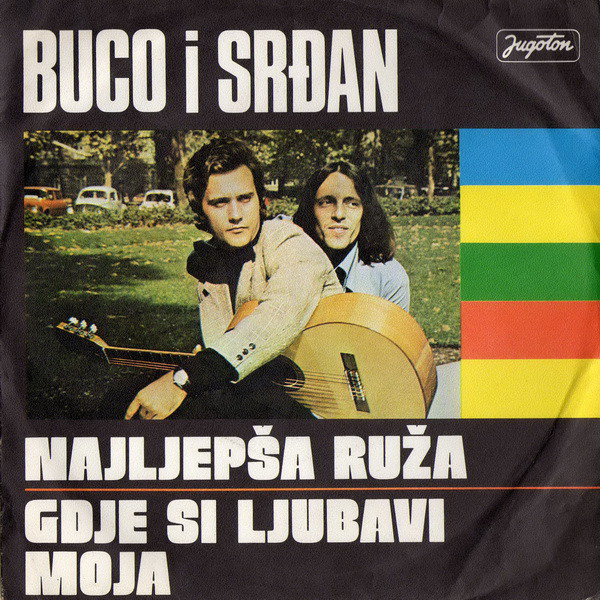 BUCO i SRĐAN
Jugoton
NAJLJEPŠA RUŽA
GDJE SI LJUBAVI
MOJA